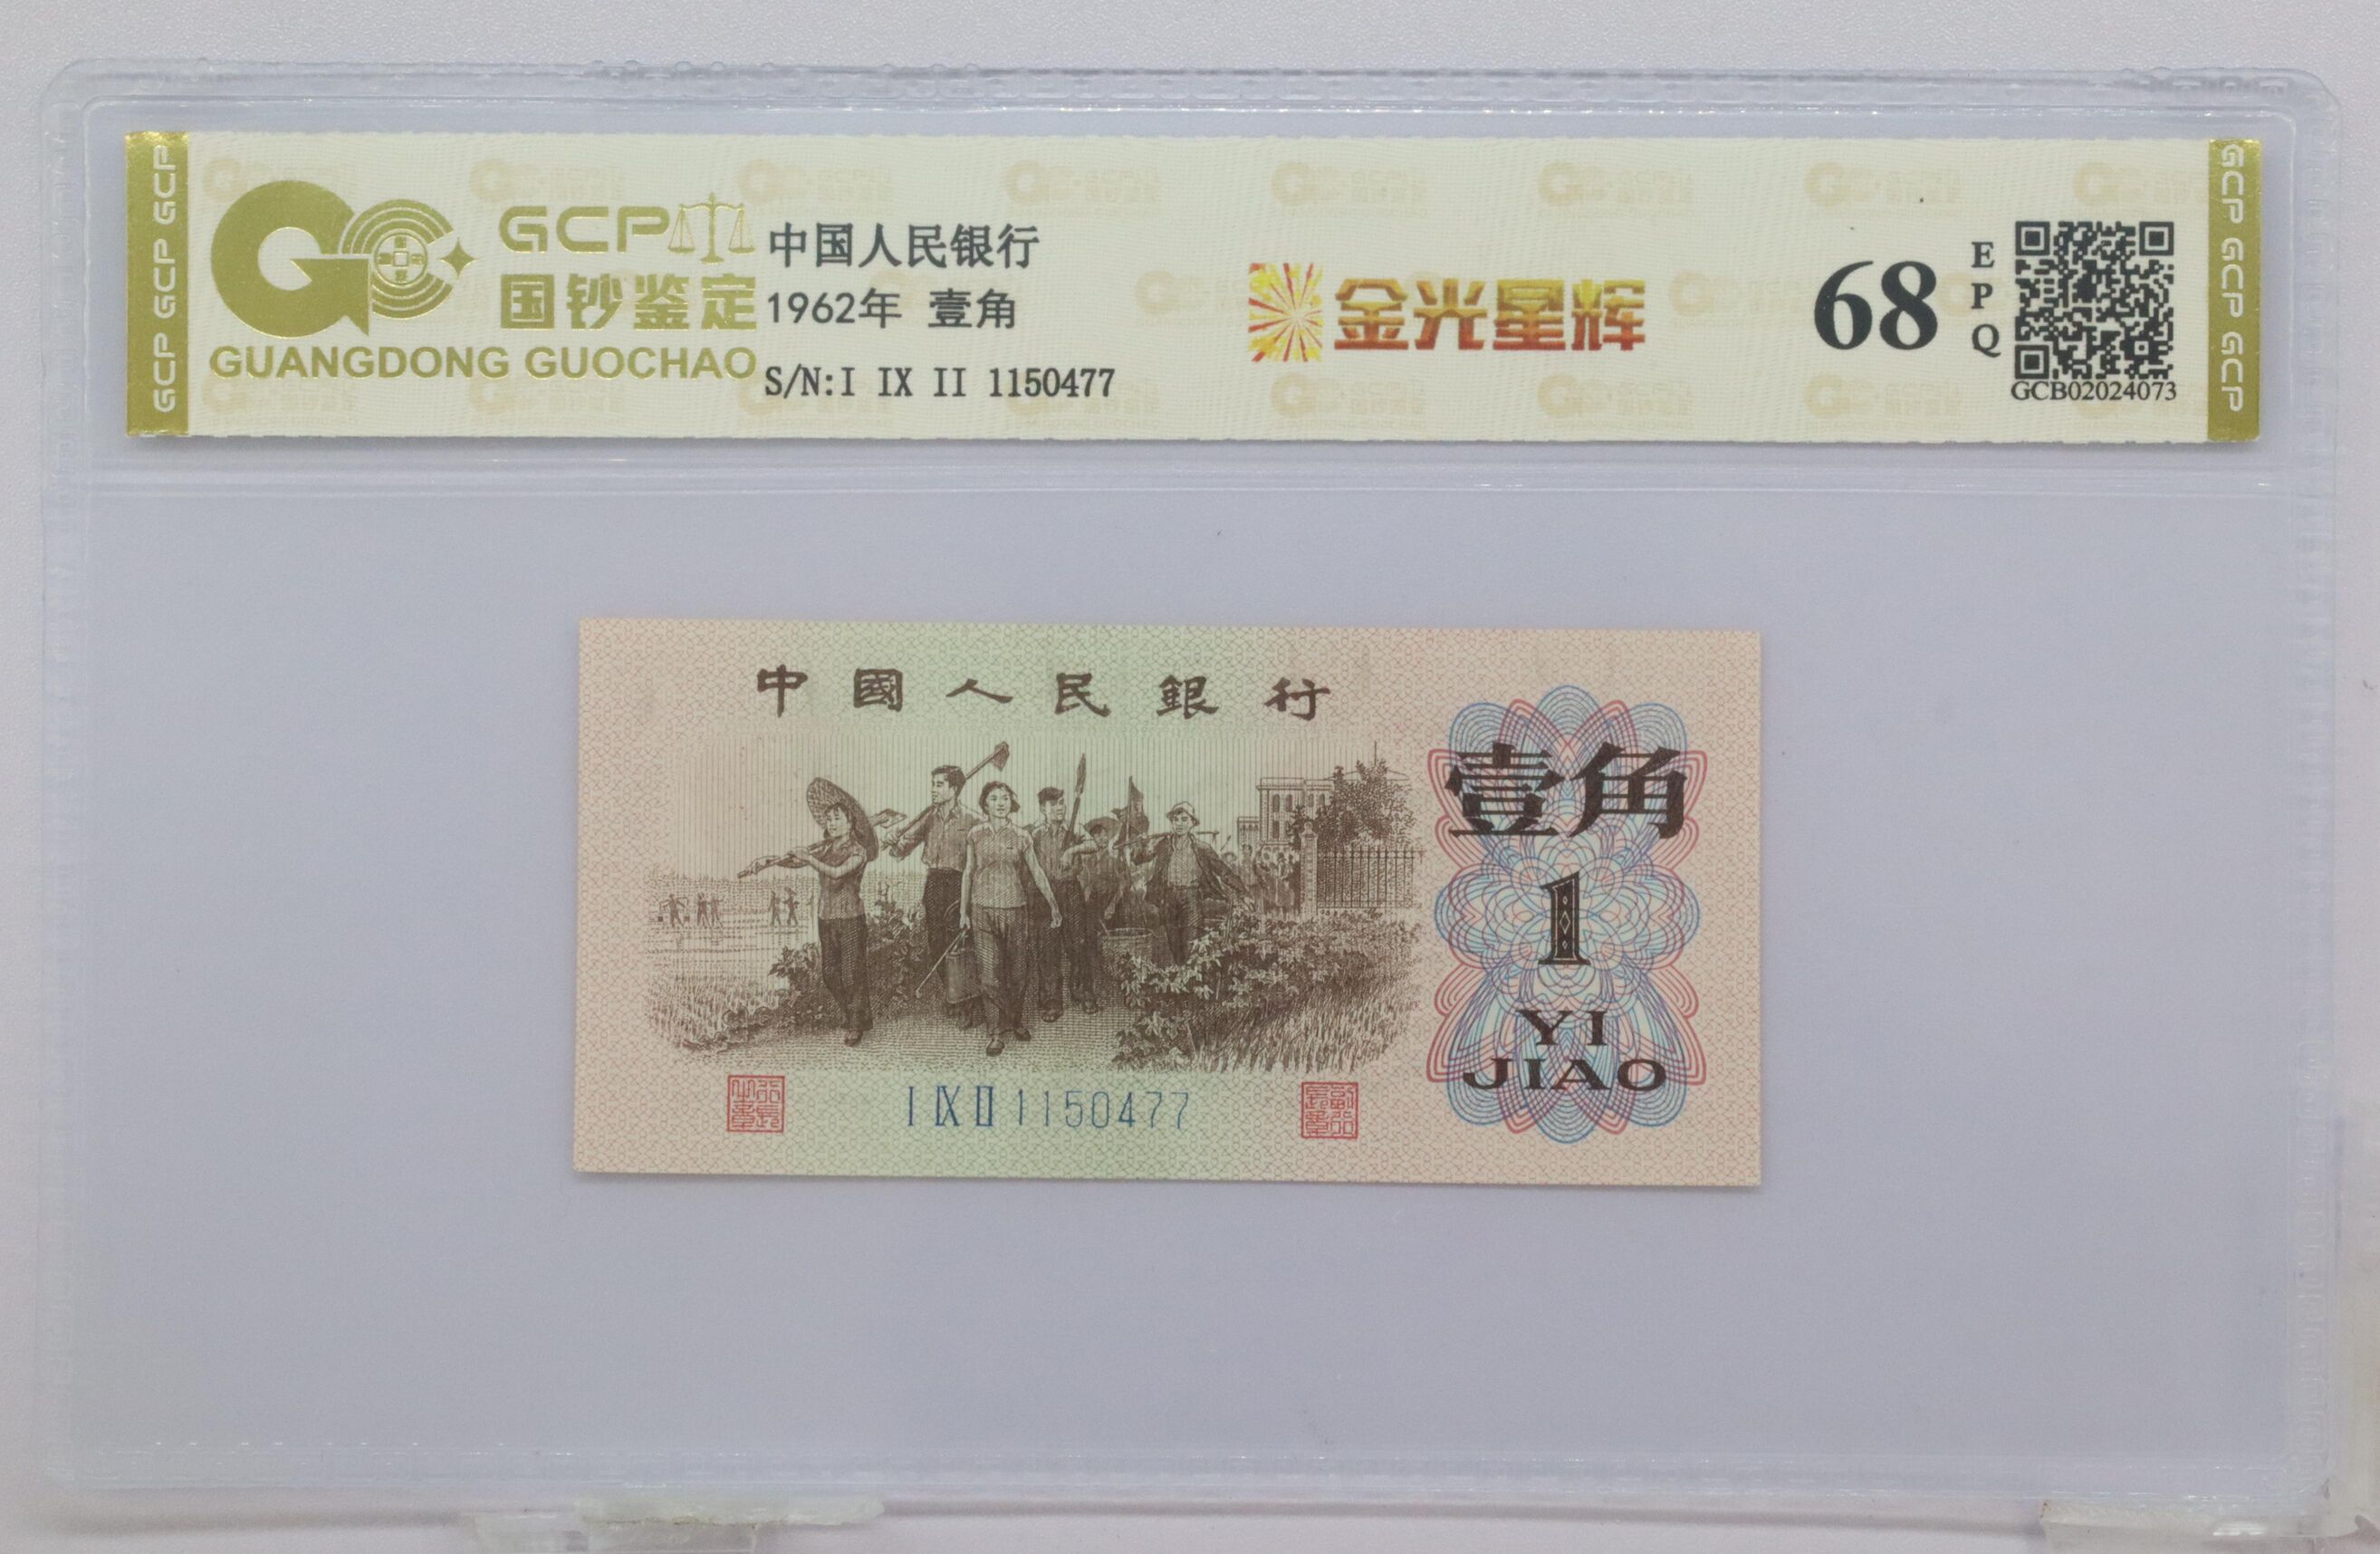 GCP GCP GCP
GCP
国钞鉴定
GUANGDONG GUOCHAO
中国人民银行
1962年 壹角
S/N:I IX II 1150477
金光星辉
68
EPQ
GCB02024073
GCP GCP GCP
中國人民銀行
壹角
1
YI
JIAO
I IX II 1150477